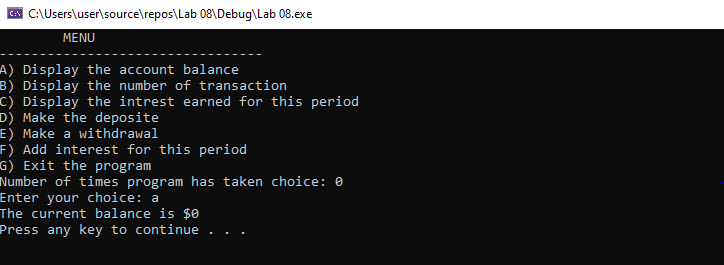 C:\Users\user\source\repos\Lab 08\Debug\Lab 08.exe
MENU
---------------------------------
A) Display the account balance
B) Display the number of transaction
C) Display the intrest earned for this period
D) Make the deposite
E) Make a withdrawal
F) Add interest for this period
G) Exit the program
Number of times program has taken choice: 0
Enter your choice: a
The current balance is $0
Press any key to continue . . .